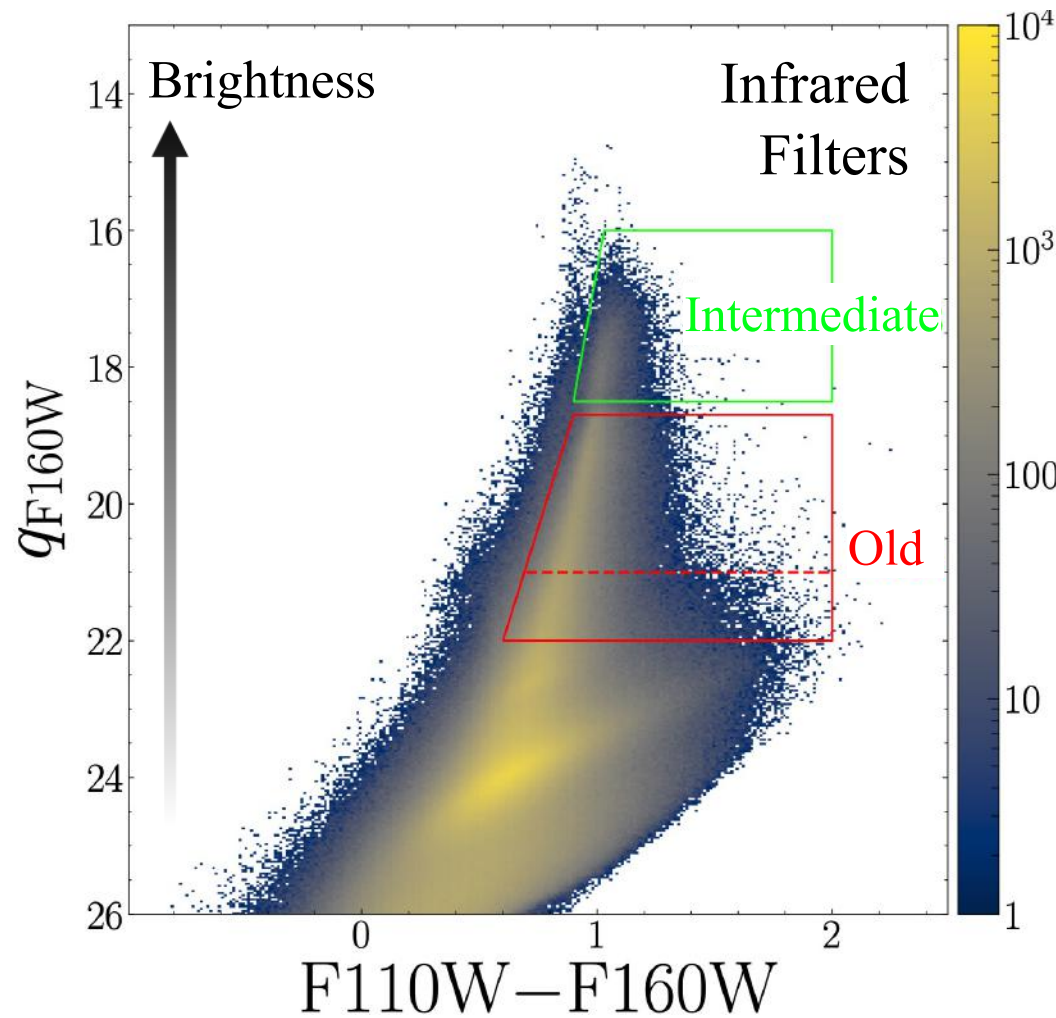 Brightness
Infrared
Filters
14
16
18
20
22
24
26
qF160W
Intermediate
Old
0
1
2
F110W−F160W
10⁴
10³
100
10
1